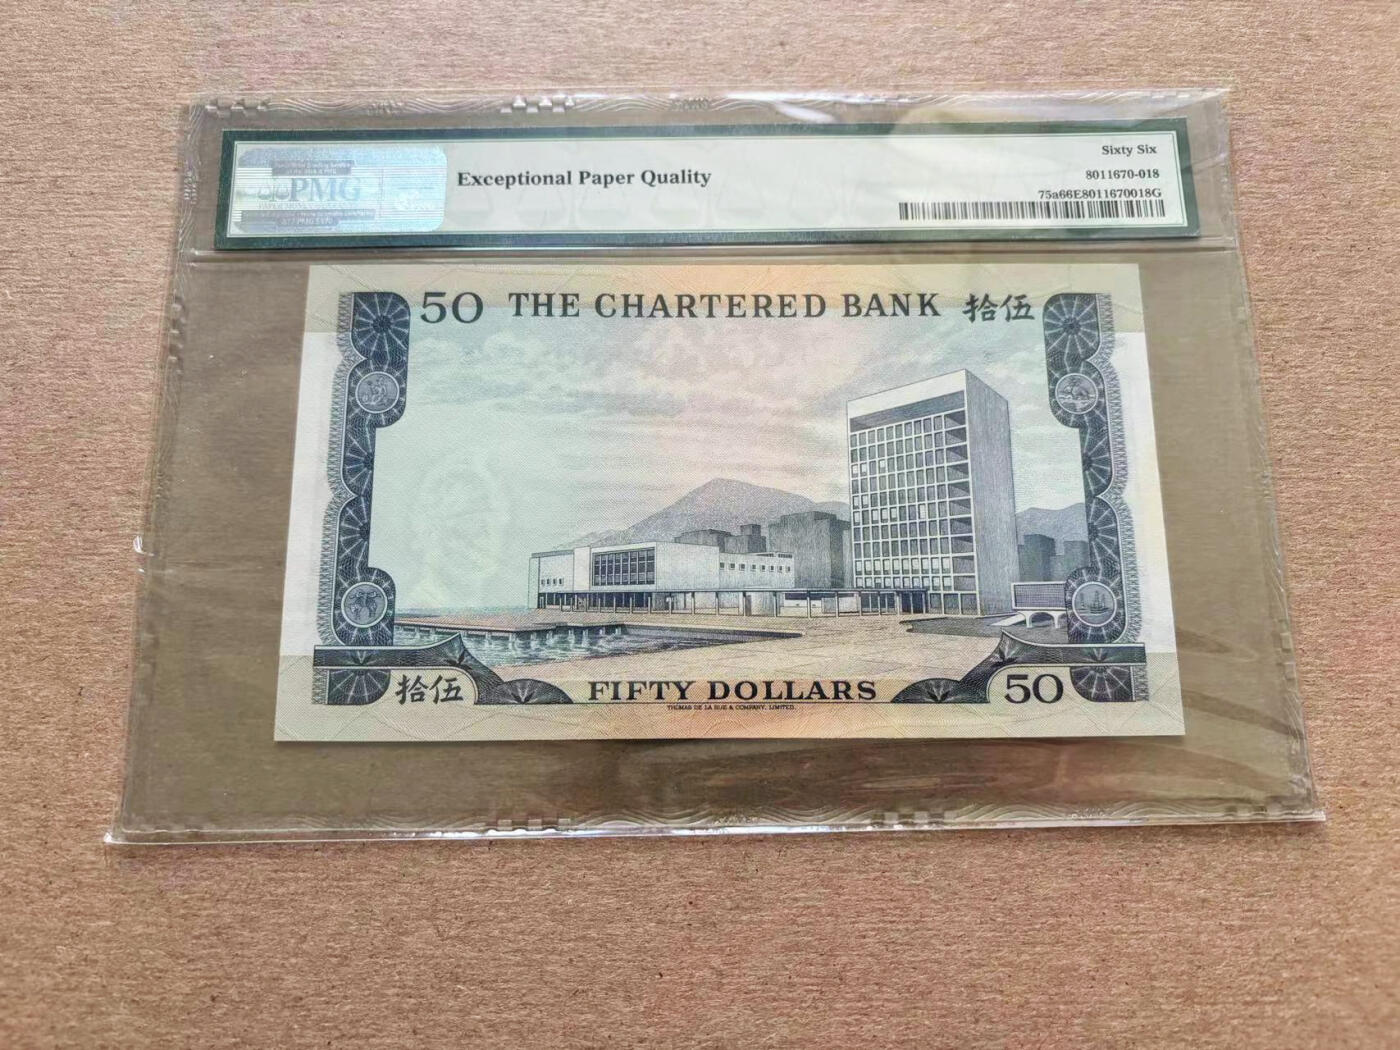 PMG
Exceptional Paper Quality
Sixty Six
8011670-018
75a66E8011670018G
50 THE CHARTERED BANK 拾伍
拾伍 FIFTY DOLLARS 50
THOMAS DE LA RUE & COMPANY, LIMITED.